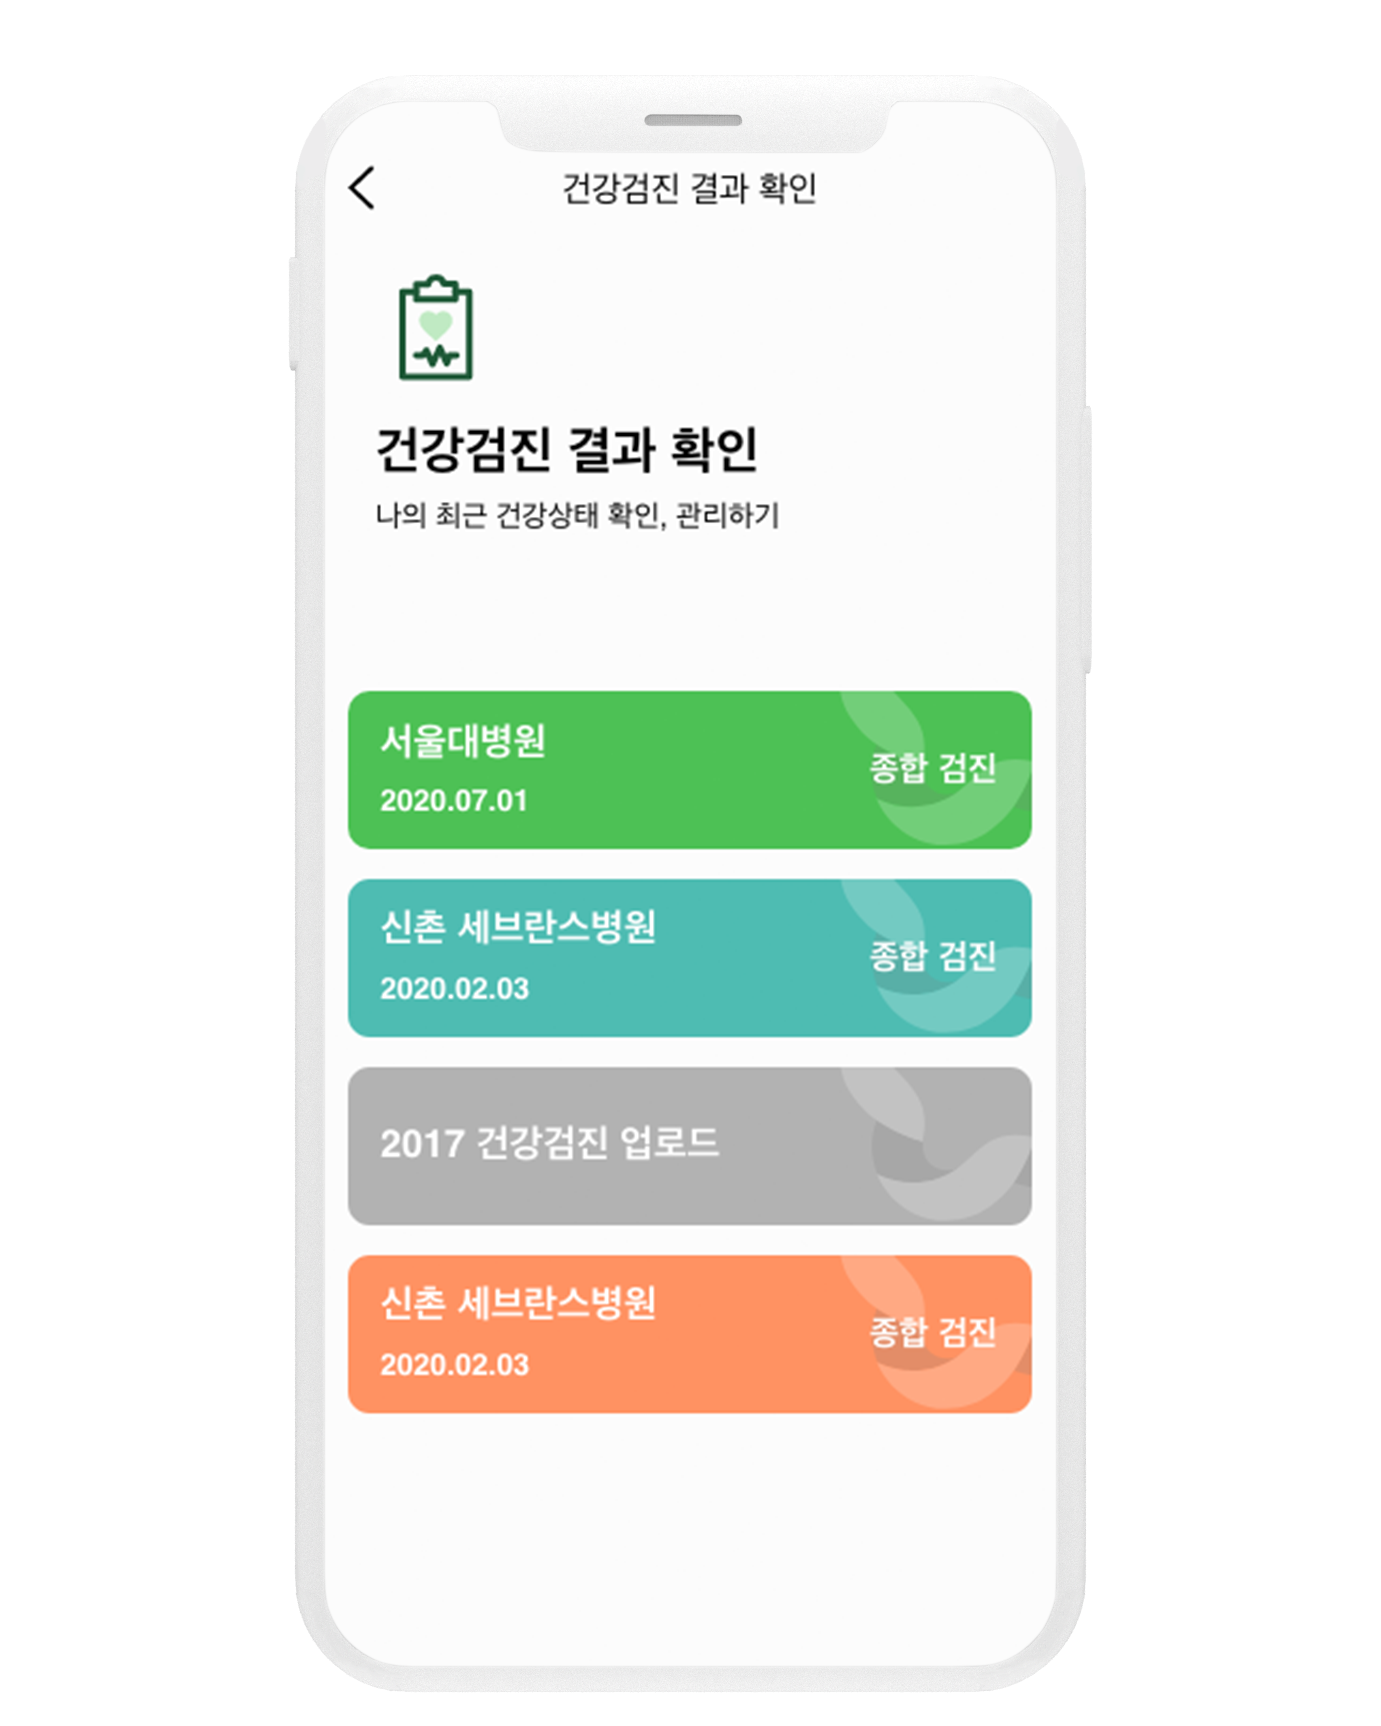 건강검진 결과 확인
건강검진 결과 확인
나의 최근 건강상태 확인, 관리하기
서울대병원
종합 검진
2020.07.01
신촌 세브란스병원
종합 검진
2020.02.03
2017 건강검진 업로드
신촌 세브란스병원
종합 검진
2020.02.03